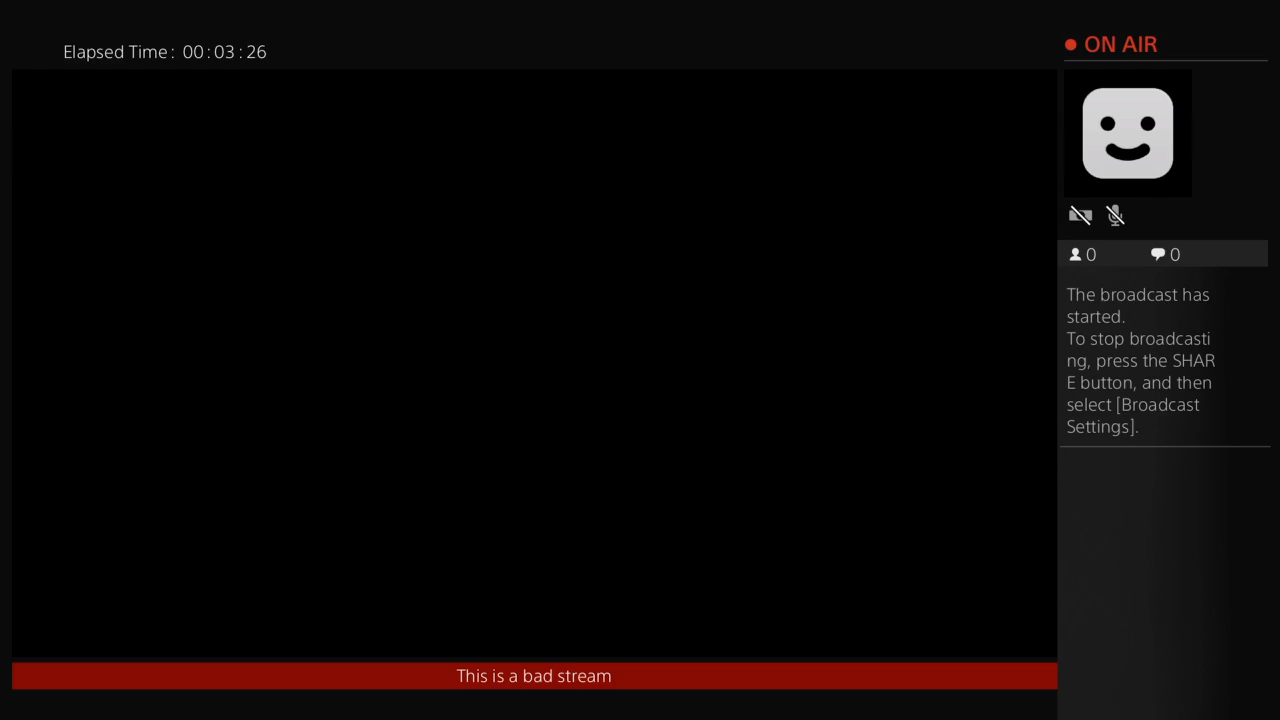 Elapsed Time: 00:03:26
ON AIR
0 0
The broadcast has
started.
To stop broadcasti
ng, press the SHAR
E button, and then
select [Broadcast
Settings].
This is a bad stream